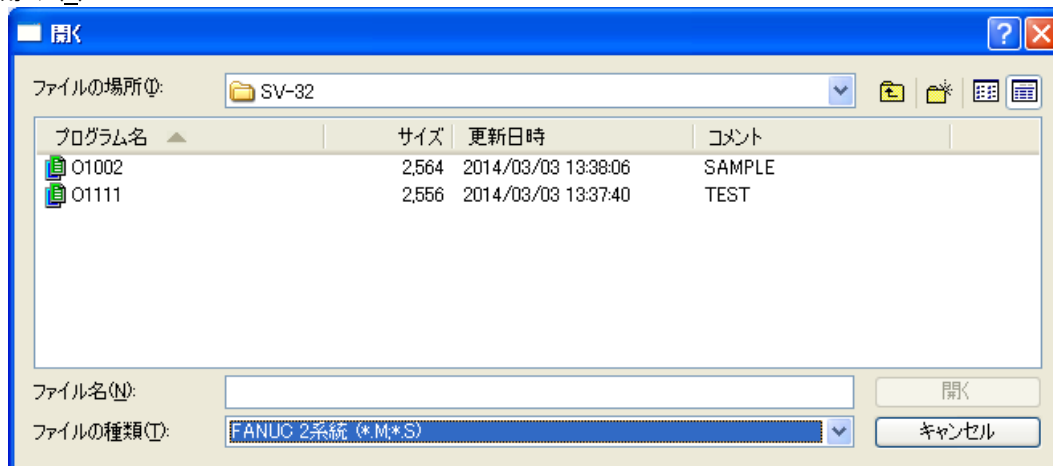 開く
ファイルの場所(I):
SV-32
プログラム名 サイズ 更新日時 コメント
O1002 2,564 2014/03/03 13:38:06 SAMPLE
O1111 2,556 2014/03/03 13:37:40 TEST
ファイル名(N):
開く
ファイルの種類(T):
FANUC 2系統 (*.M;*.S)
キャンセル